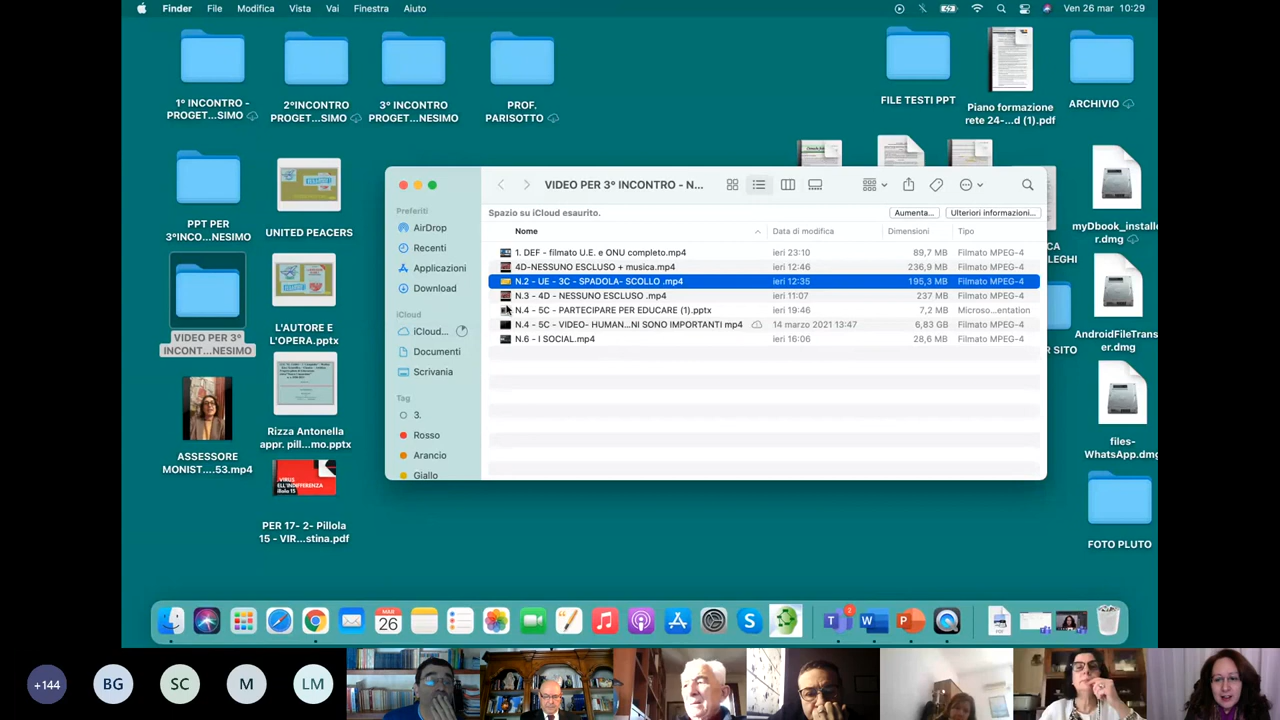 Finder File Modifica Vista Vai Finestra Aiuto Ven 26 mar 10:29
1° INCONTRO - PROGET...SIMO
2°INCONTRO PROGET...SIMO
3° INCONTRO PROGET...NESIMO
PROF. PARISOTTO
FILE TESTI PPT
Piano formazione rete 24-...d (1).pdf
ARCHIVIO
PPT PER 3°INCO...NESIMO
UNITED PEACERS
VIDEO PER 3° INCONT...NESIMO
L'AUTORE E L'OPERA.pptx
ASSESSORE MONIST....53.mp4
Rizza Antonella appr. pill...mo.pptx
PER 17- 2- Pillola 15 - VIR...stina.pdf
VIDEO PER 3° INCONTRO - N...
Spazio su iCloud esaurito. Aumenta... Ulteriori informazioni...
Nome Data di modifica Dimensioni Tipo
1. DEF - filmato U.E. e ONU completo.mp4 ieri 23:10 89,7 MB Filmato MPEG-4
4D-NESSUNO ESCLUSO + musica.mp4 ieri 12:46 236,9 MB Filmato MPEG-4
N.2 - UE - 3C - SPADOLA- SCOLLO .mp4 ieri 12:35 195,3 MB Filmato MPEG-4
N.3 - 4D - NESSUNO ESCLUSO .mp4 ieri 11:07 237 MB Filmato MPEG-4
N.4 - 5C - PARTECIPARE PER EDUCARE (1).pptx ieri 19:46 7,2 MB Micros...entation
N.4 - 5C - VIDEO- HUMAN...NI SONO IMPORTANTI mp4 14 marzo 2021 13:47 6,83 GB Filmato MPEG-4
N.6 - I SOCIAL.mp4 ieri 16:06 28,6 MB Filmato MPEG-4
Preferiti
AirDrop
Recenti
Applicazioni
Download
iCloud
iCloud...
Documenti
Scrivania
Tag
3.
Rosso
Arancio
Giallo
myDbook_installe
r.dmg
AndroidFileTrans
er.dmg
files-
WhatsApp.dmg
FOTO PLUTO
MAR
26
2
+144 BG SC M LM